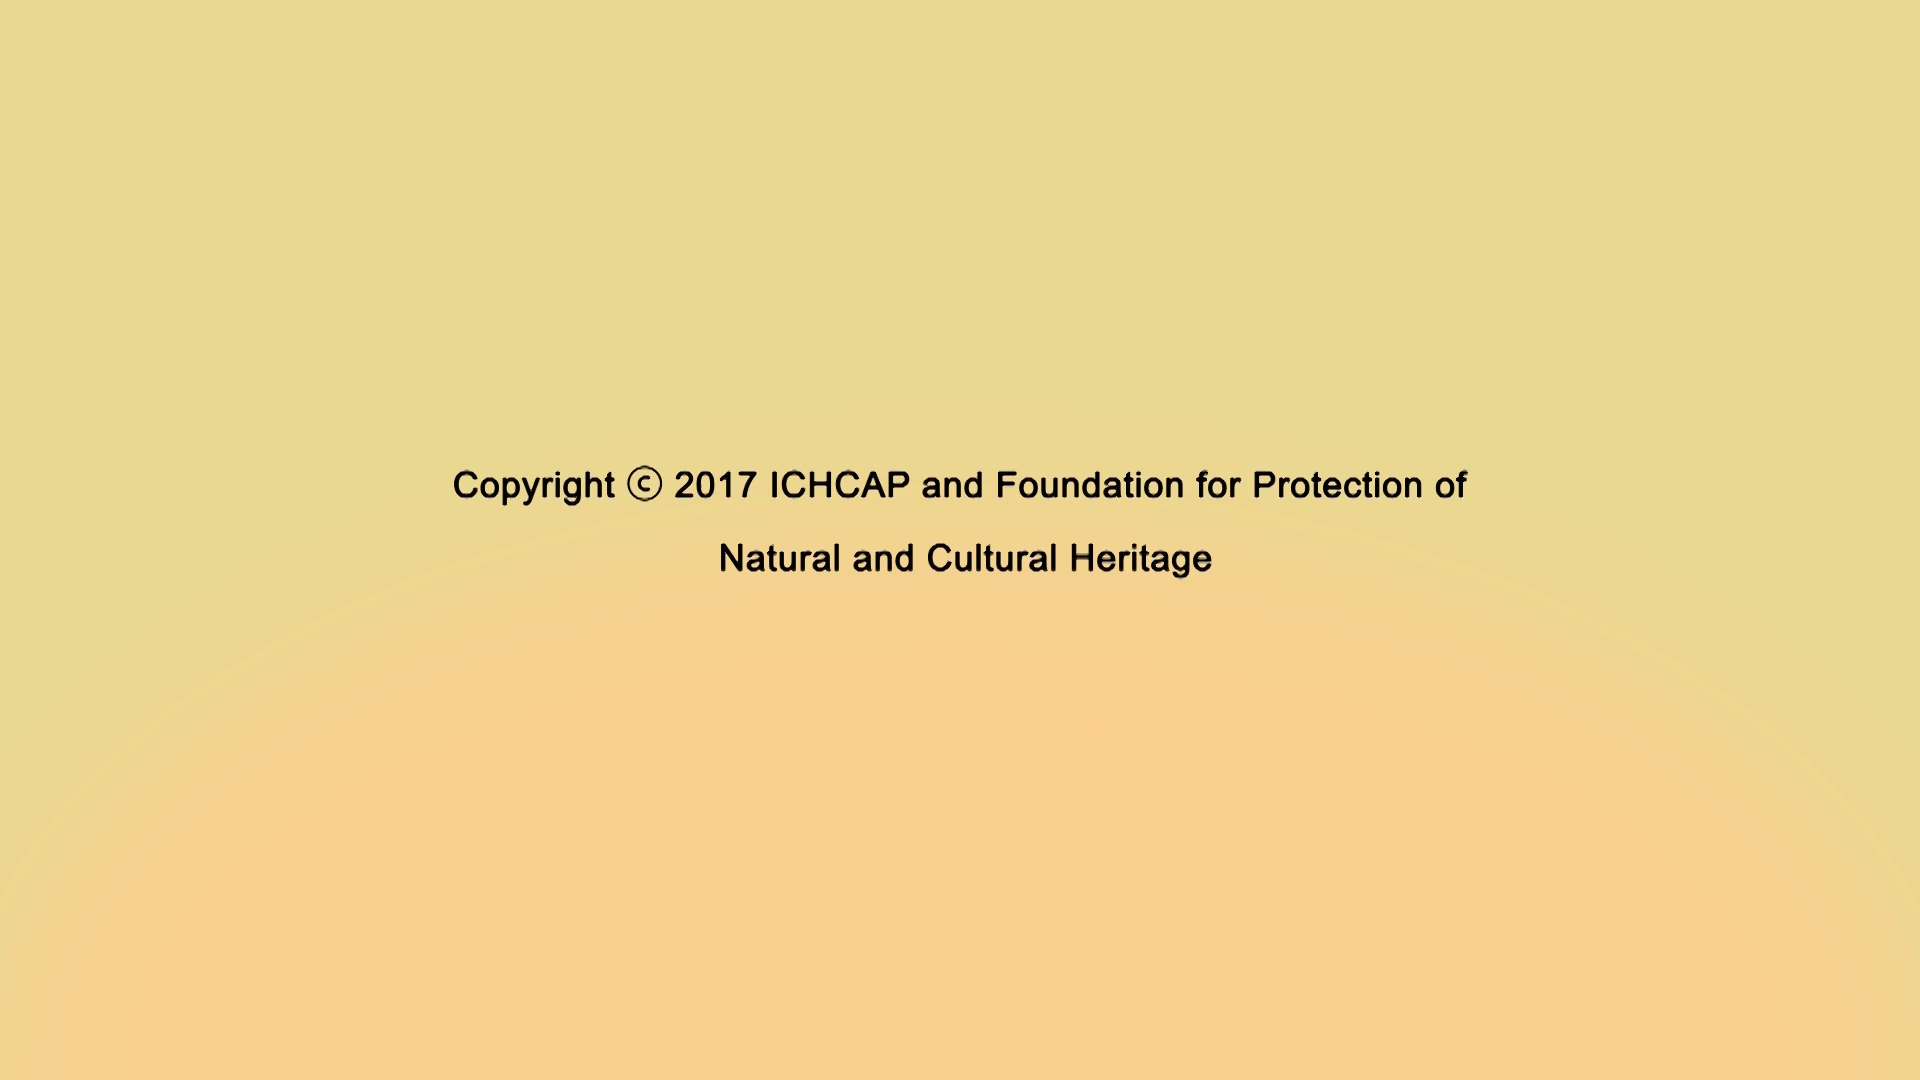 Copyright ⓒ 2017 ICHCAP and Foundation for Protection of
Natural and Cultural Heritage